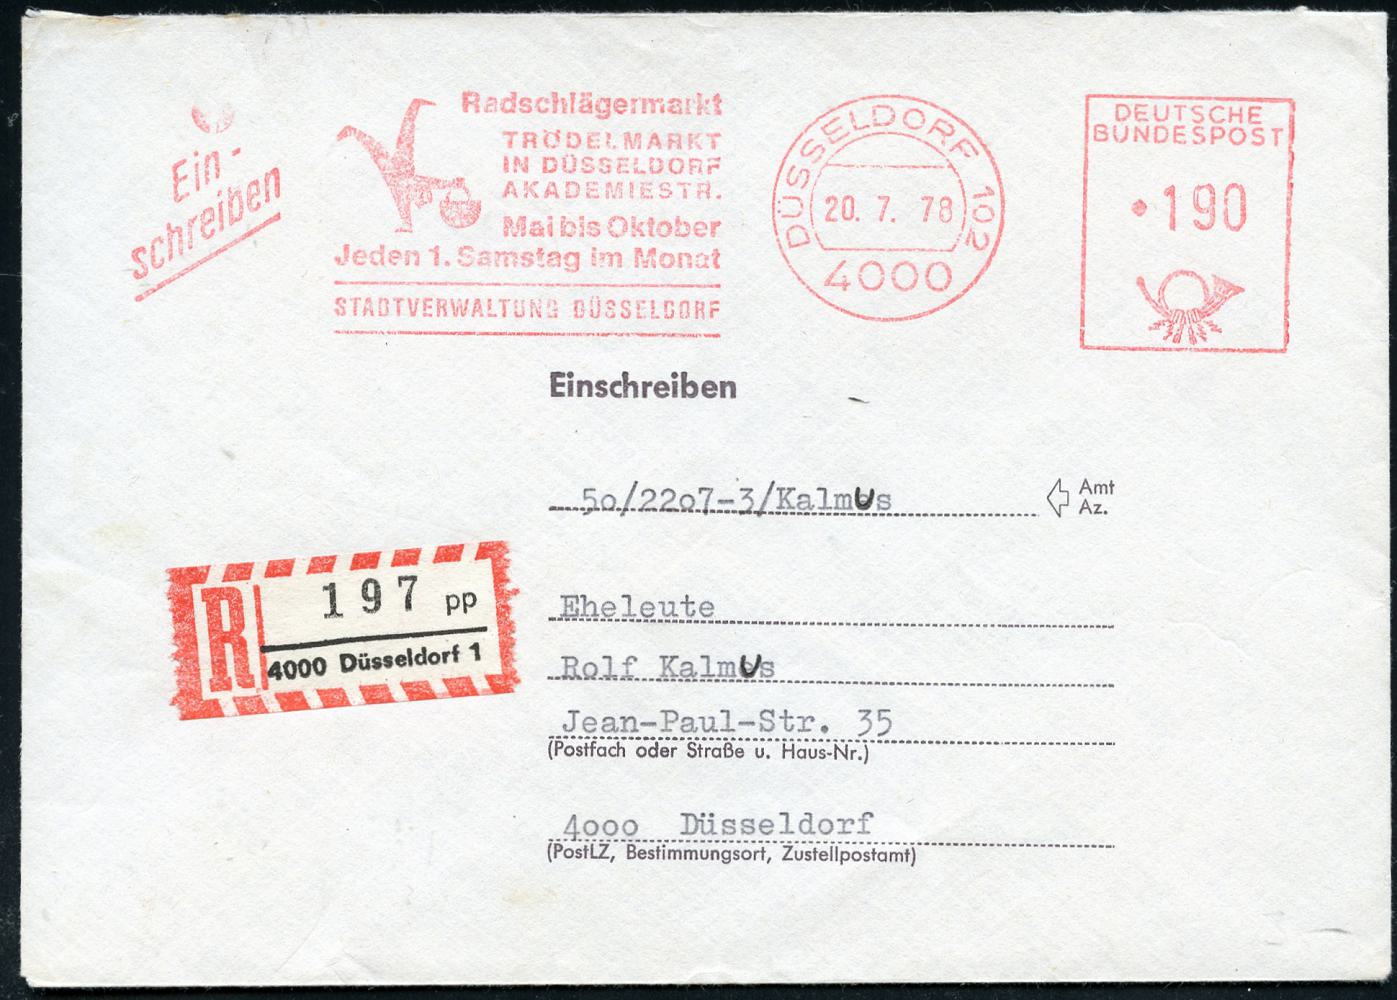 Ein-
schreiben
Radschlägermarkt
TRÖDELMARKT
IN DÜSSELDORF
AKADEMIESTR.
Mai bis Oktober
Jeden 1. Samstag im Monat
STADTVERWALTUNG DÜSSELDORF
DÜSSELDORF 102
20. 7. 78
4000
DEUTSCHE
BUNDESPOST
190
Einschreiben
5o/22o7-3/Kalmus
Amt
Az.
R
197 pp
4000 Düsseldorf 1
Eheleute
Rolf Kalmus
Jean-Paul-Str. 35
(Postfach oder Straße u. Haus-Nr.)
4ooo Düsseldorf
(PostLZ, Bestimmungsort, Zustellpostamt)